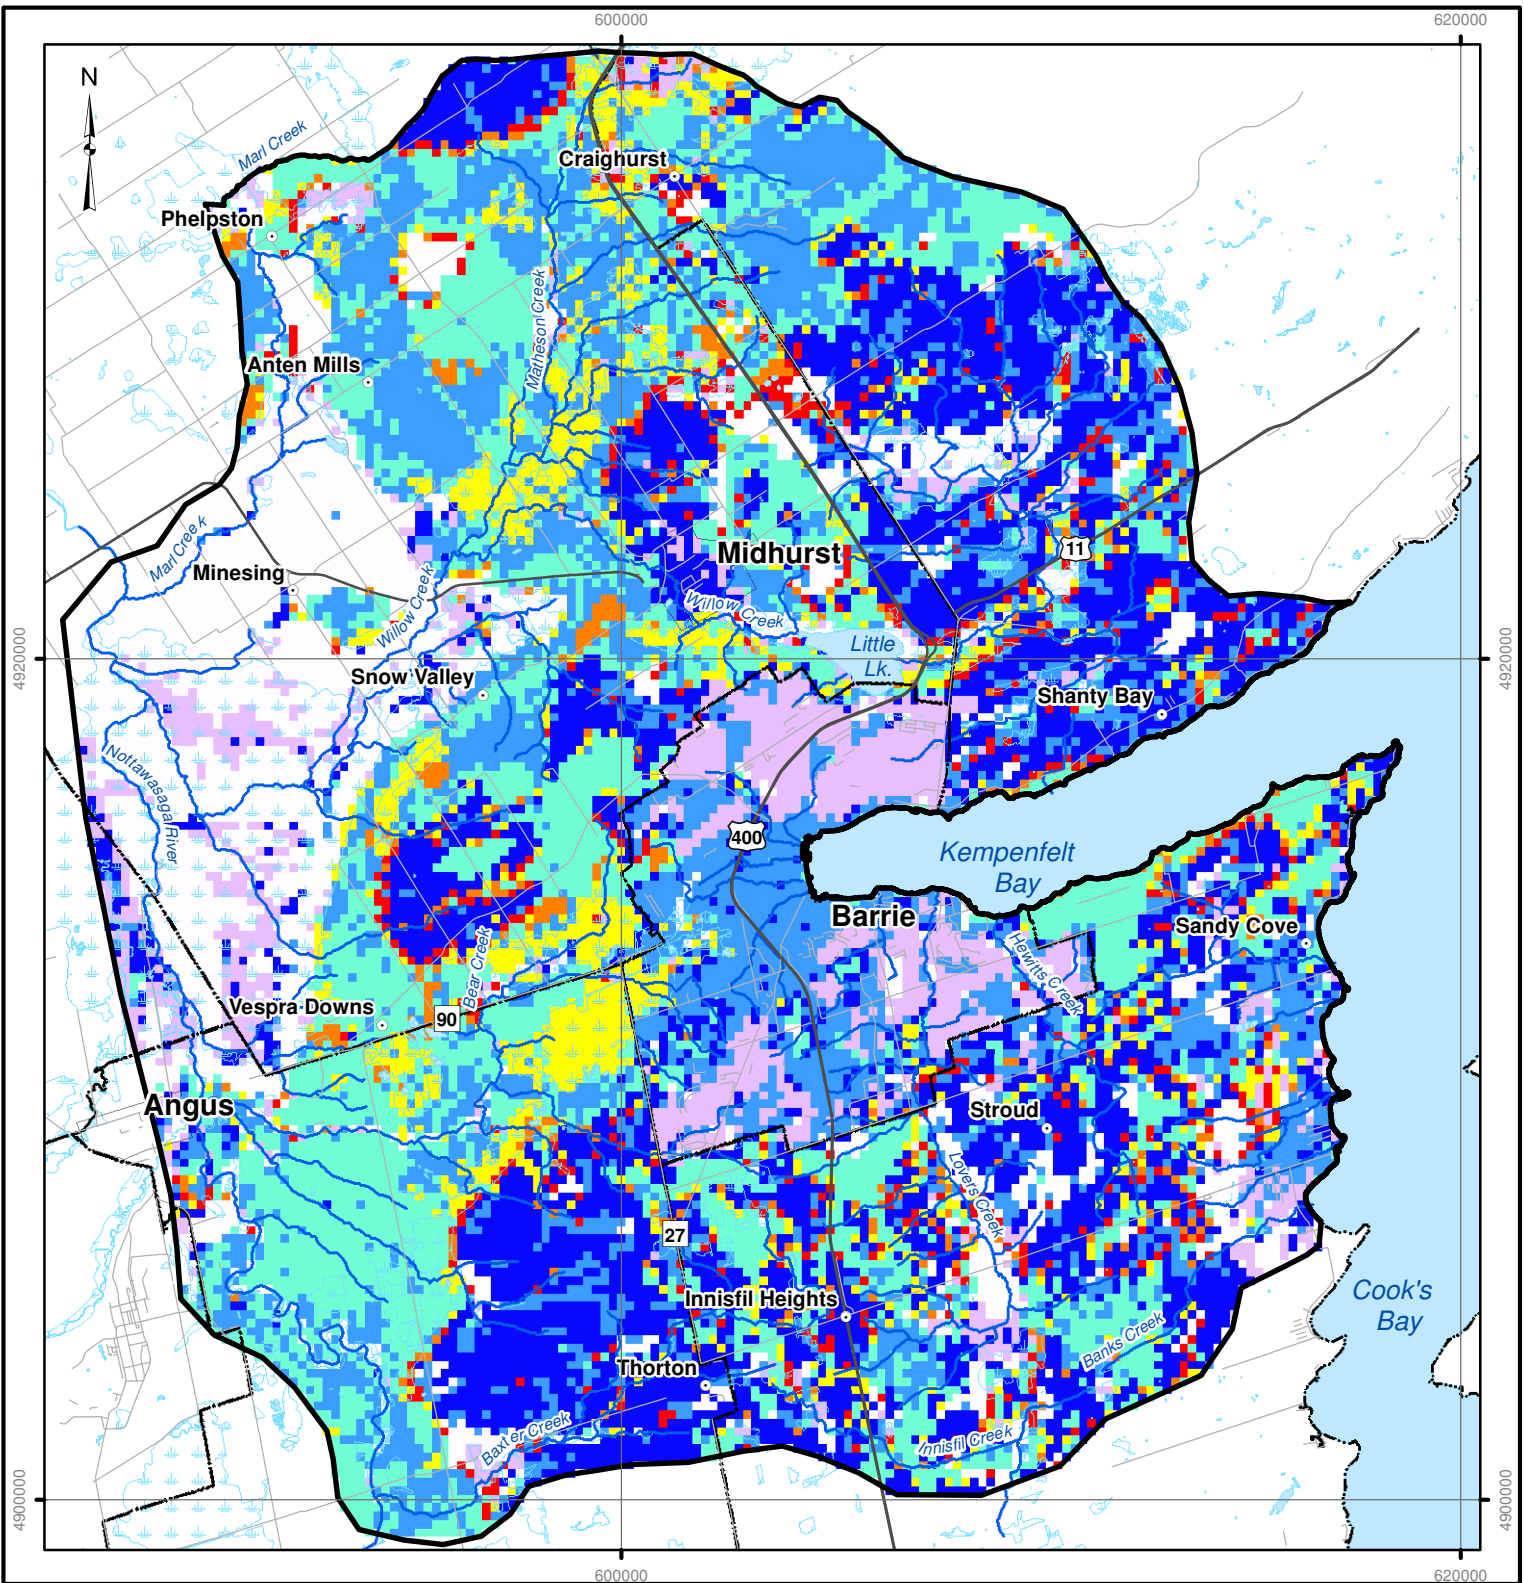 600000
620000
N
Marl Creek
Craighurst
Phelpston
Matheson Creek
Anten Mills
Marl Creek
Minesing
Midhurst
11
Willow Creek
Willow Creek
Little
Lk.
4920000
4920000
Snow Valley
Shanty Bay
Nottawasaga River
400
Kempenfelt
Bay
Barrie
Sandy Cove
Hewitts Creek
Bear Creek
Vespra Downs
90
Angus
Stroud
Lovers Creek
27
Innisfil Heights
Cook's
Bay
Banks Creek
Thorton
Baxter Creek
Innisfil Creek
4900000
4900000
600000
620000